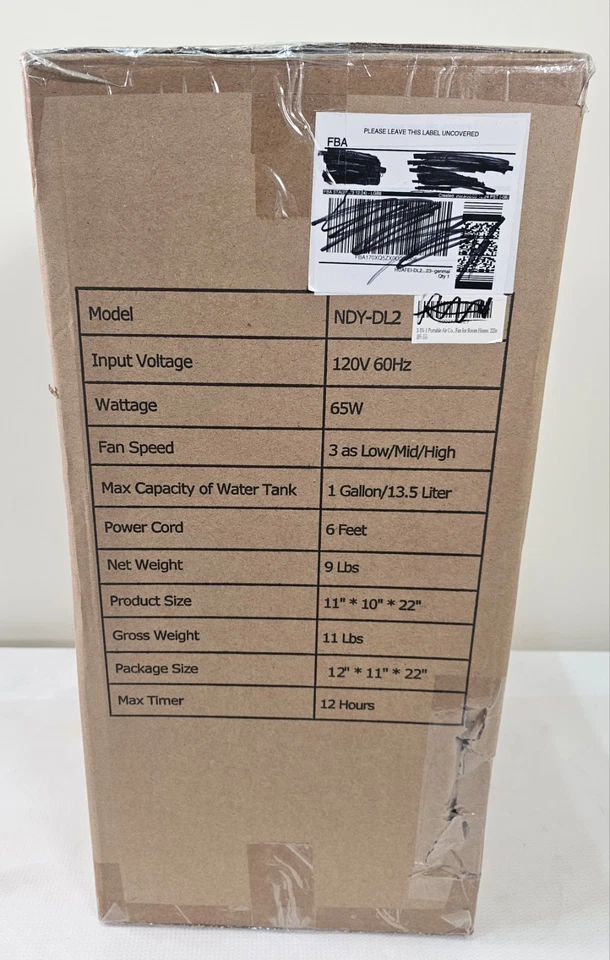 PLEASE LEAVE THIS LABEL UNCOVERED
FBA
Qty 1
Model NDY-DL2
Input Voltage 120V 60Hz
Wattage 65W
Fan Speed 3 as Low/Mid/High
Max Capacity of Water Tank 1 Gallon/13.5 Liter
Power Cord 6 Feet
Net Weight 9 Lbs
Product Size 11" * 10" * 22"
Gross Weight 11 Lbs
Package Size 12" * 11" * 22"
Max Timer 12 Hours